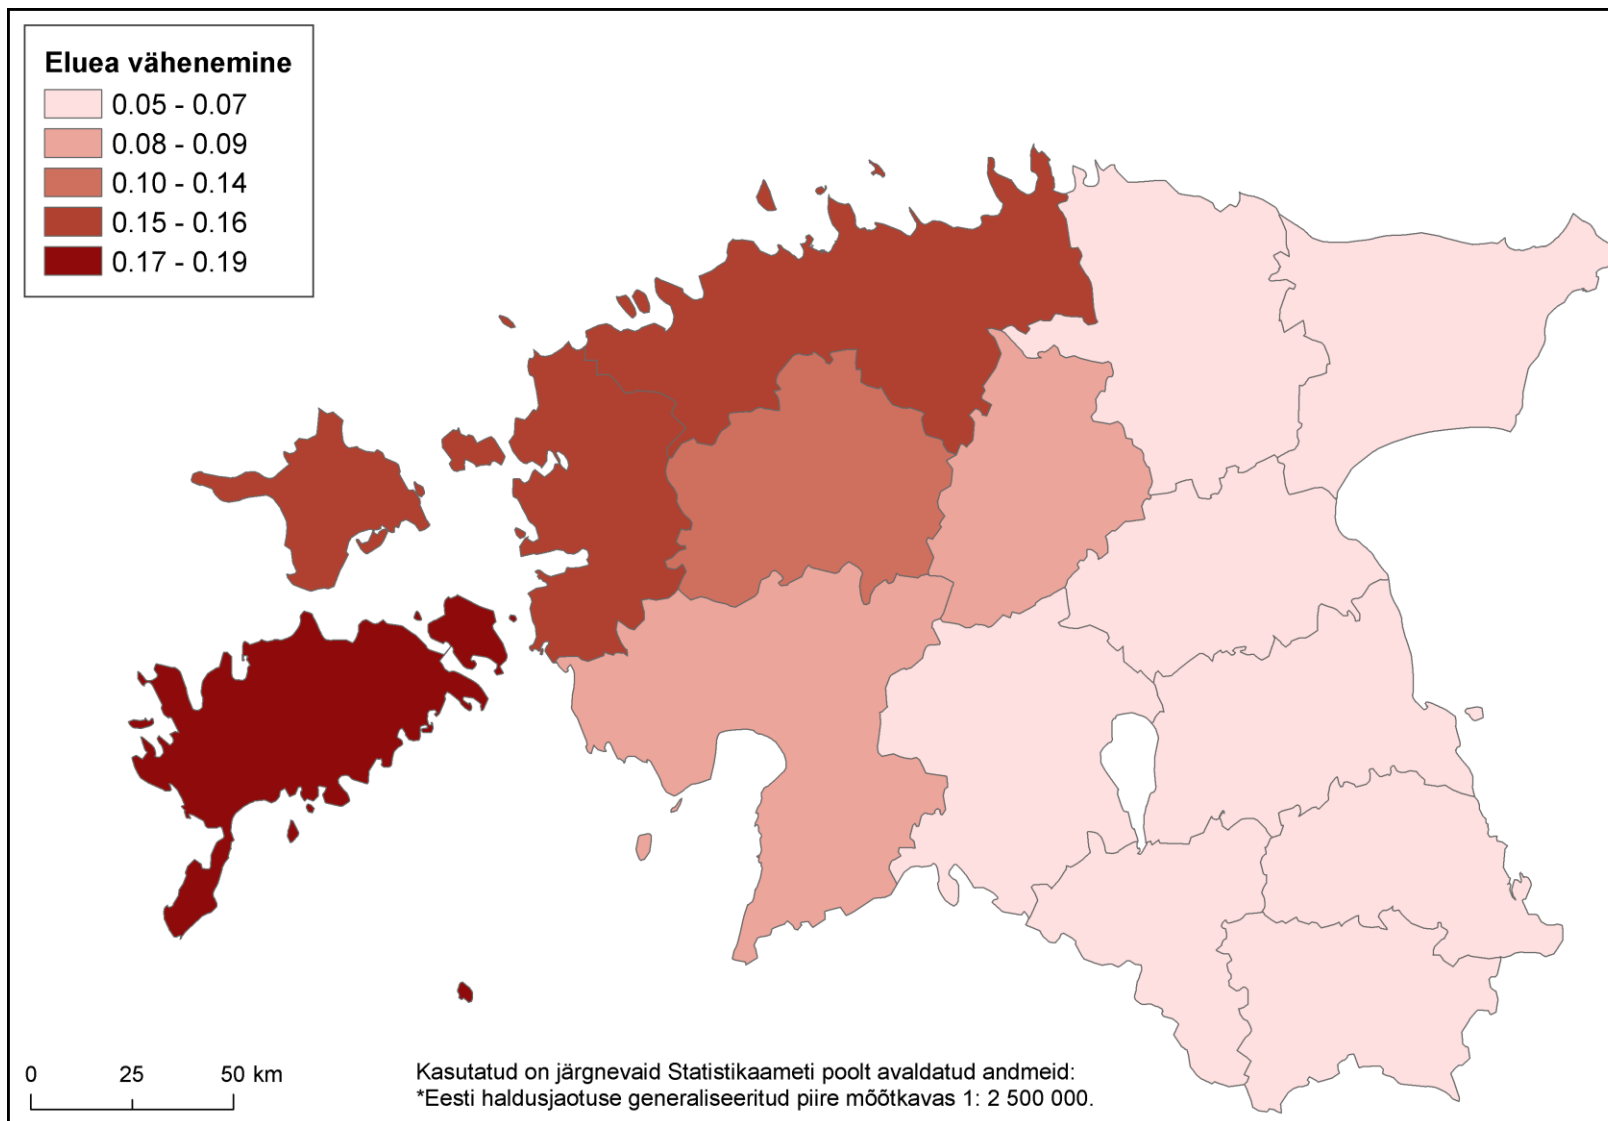 Eluea vähenemine
0.05 - 0.07
0.08 - 0.09
0.10 - 0.14
0.15 - 0.16
0.17 - 0.19
0 25 50 km
Kasutatud on järgnevaid Statistikaameti poolt avaldatud andmeid:
*Eesti haldusjaotuse generaliseeritud piire mõõtkavas 1: 2 500 000.